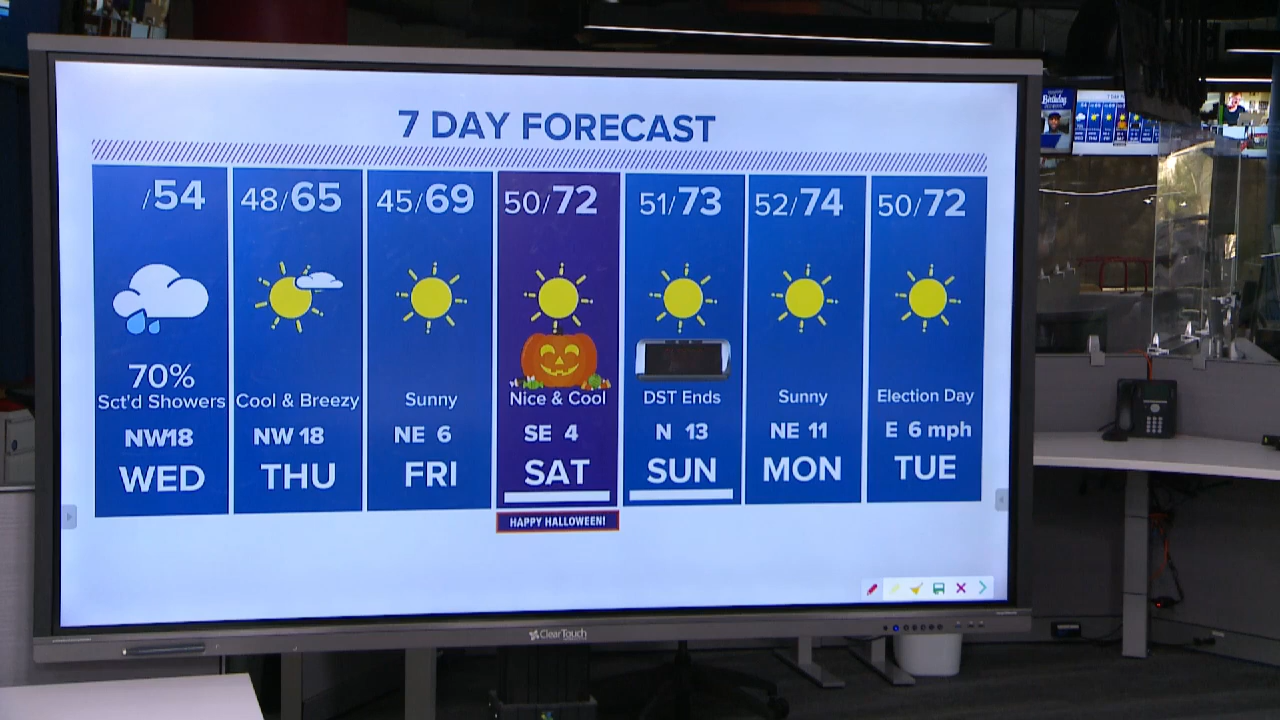 7 DAY FORECAST
/54
70%
Sct'd Showers
NW18
WED
48/65
Cool & Breezy
NW 18
THU
45/69
Sunny
NE 6
FRI
50/72
Nice & Cool
SE 4
SAT
HAPPY HALLOWEEN!
51/73
DST Ends
N 13
SUN
52/74
Sunny
NE 11
MON
50/72
Election Day
E 6 mph
TUE
ClearTouch
Birthday